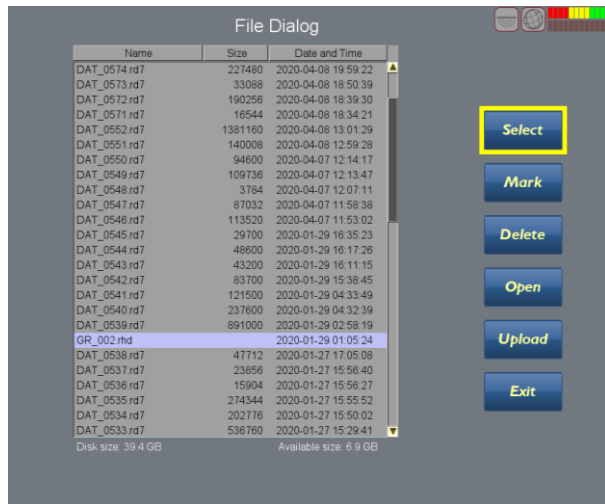 File Dialog
Name Size Date and Time
DAT_0574.rd7 227480 2020-04-08 19:59:22
DAT_0573.rd7 33088 2020-04-08 18:50:39
DAT_0572.rd7 190256 2020-04-08 18:39:30
DAT_0571.rd7 16544 2020-04-08 18:34:21
DAT_0552.rd7 1381160 2020-04-08 13:01:29
DAT_0551.rd7 140008 2020-04-08 12:59:28
DAT_0550.rd7 94600 2020-04-07 12:14:17
DAT_0549.rd7 109736 2020-04-07 12:13:47
DAT_0548.rd7 3784 2020-04-07 12:07:11
DAT_0547.rd7 87032 2020-04-07 11:58:38
DAT_0546.rd7 113520 2020-04-07 11:53:02
DAT_0545.rd7 29700 2020-01-29 16:35:23
DAT_0544.rd7 48600 2020-01-29 16:17:26
DAT_0543.rd7 43200 2020-01-29 16:11:15
DAT_0542.rd7 83700 2020-01-29 15:38:45
DAT_0541.rd7 121500 2020-01-29 04:33:49
DAT_0540.rd7 237600 2020-01-29 04:32:39
DAT_0539.rd7 891000 2020-01-29 02:58:19
GR_002.rhd 2020-01-29 01:05:24
DAT_0538.rd7 47712 2020-01-27 17:05:08
DAT_0537.rd7 23856 2020-01-27 15:56:40
DAT_0536.rd7 15904 2020-01-27 15:56:27
DAT_0535.rd7 274344 2020-01-27 15:55:52
DAT_0534.rd7 202776 2020-01-27 15:50:02
DAT_0533.rd7 536760 2020-01-27 15:29:41
Disk size: 39.4 GB Available size: 6.9 GB
Select
Mark
Delete
Open
Upload
Exit